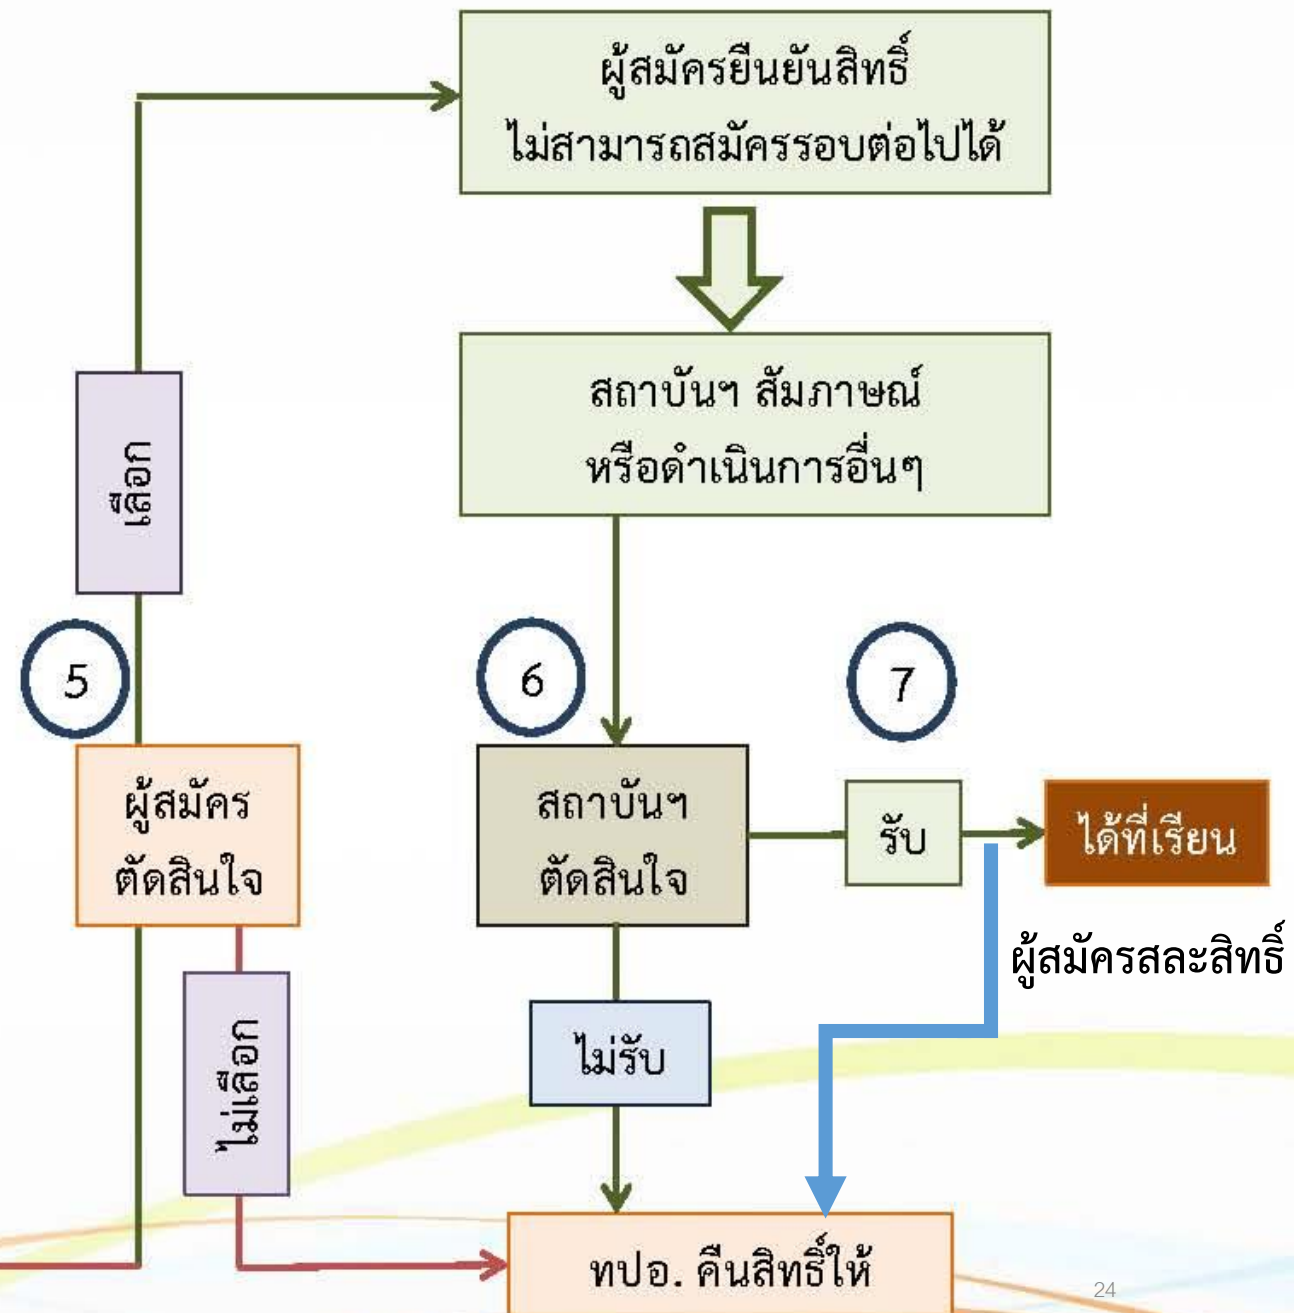 ผู้สมัครยืนยันสิทธิ์
ไม่สามารถสมัครรอบต่อไปได้
สถาบันฯ สัมภาษณ์
หรือดำเนินการอื่นๆ
เลือก
5
6
7
ผู้สมัคร
ตัดสินใจ
สถาบันฯ
ตัดสินใจ
รับ
ได้ที่เรียน
ผู้สมัครสละสิทธิ์
ไม่เลือก
ไม่รับ
ทปอ. คืนสิทธิ์ให้
24